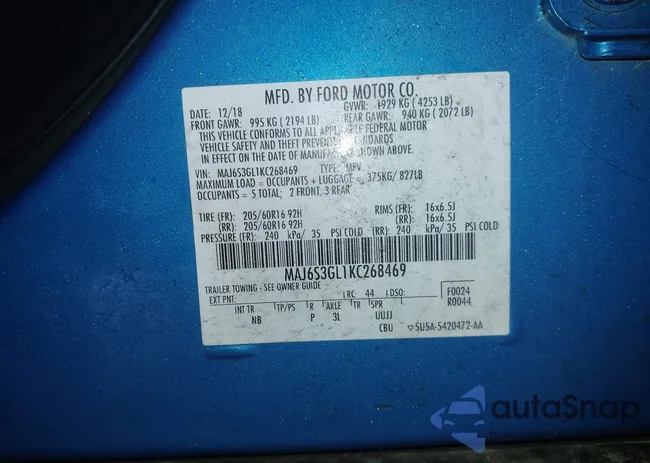 MFD. BY FORD MOTOR CO.
DATE: 12/18 GVWR: 1929 KG ( 4253 LB)
FRONT GAWR: 995 KG ( 2194 LB) REAR GAWR: 940 KG ( 2072 LB)
THIS VEHICLE CONFORMS TO ALL APPLICABLE FEDERAL MOTOR
VEHICLE SAFETY AND THEFT PREVENTION STANDARDS
IN EFFECT ON THE DATE OF MANUFACTURE SHOWN ABOVE.
VIN: MAJ6S3GL1KC268469 TYPE: MPV
MAXIMUM LOAD = OCCUPANTS + LUGGAGE = 375KG/ 827LB
OCCUPANTS = 5 TOTAL; 2 FRONT, 3 REAR
TIRE (FR): 205/60R16 92H RIMS (FR): 16x6.5J
(RR): 205/60R16 92H (RR): 16x6.5J
PRESSURE (FR): 240 kPa/ 35 PSI COLD (RR): 240 kPa/ 35 PSI COLD
MAJ6S3GL1KC268469
TRAILER TOWING - SEE OWNER GUIDE
EXT PNT: RC: 44 DSO: F0024
R0044
INT TR TP/PS R AXLE TR SPR
NB P 3L UUJJ
CBU SU5A-5420472-AA
autoSnap